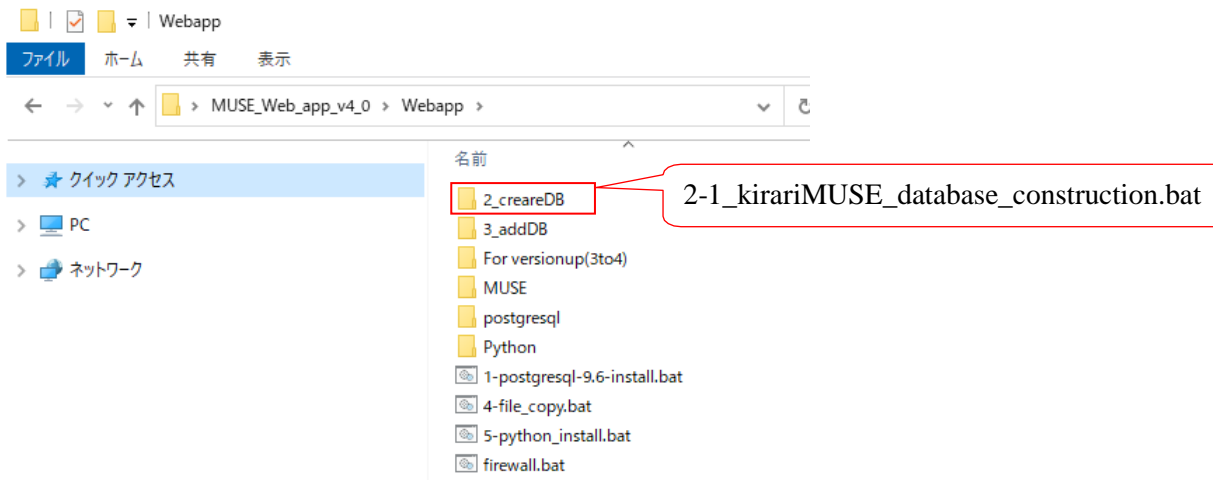 Webapp
ファイル ホーム 共有 表示
MUSE_Web_app_v4_0 › Webapp ›
名前
クイック アクセス
PC
ネットワーク
2_creareDB
3_addDB
For versionup(3to4)
MUSE
postgresql
Python
1-postgresql-9.6-install.bat
4-file_copy.bat
5-python_install.bat
firewall.bat
2-1_kirariMUSE_database_construction.bat